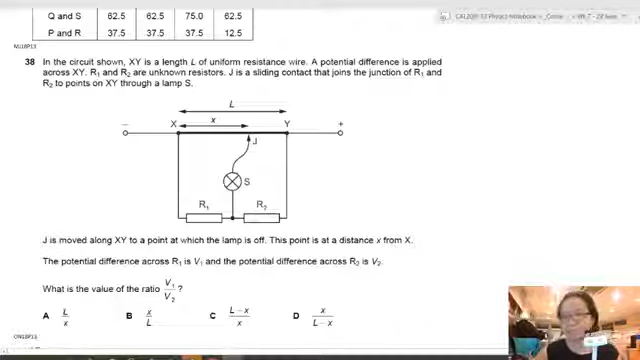 Q and S 62.5 62.5 75.0 62.5
P and R 37.5 37.5 37.5 12.5
MJ18P13
38 In the circuit shown, XY is a length L of uniform resistance wire. A potential difference is applied
across XY. R1 and R2 are unknown resistors. J is a sliding contact that joins the junction of R1 and
R2 to points on XY through a lamp S.
L
X x Y
– +
J
S
R1 R2
J is moved along XY to a point at which the lamp is off. This point is at a distance x from X.
The potential difference across R1 is V1 and the potential difference across R2 is V2.
What is the value of the ratio V1/V2?
A L/x B x/L C (L – x)/x D x/(L – x)
ON18P13